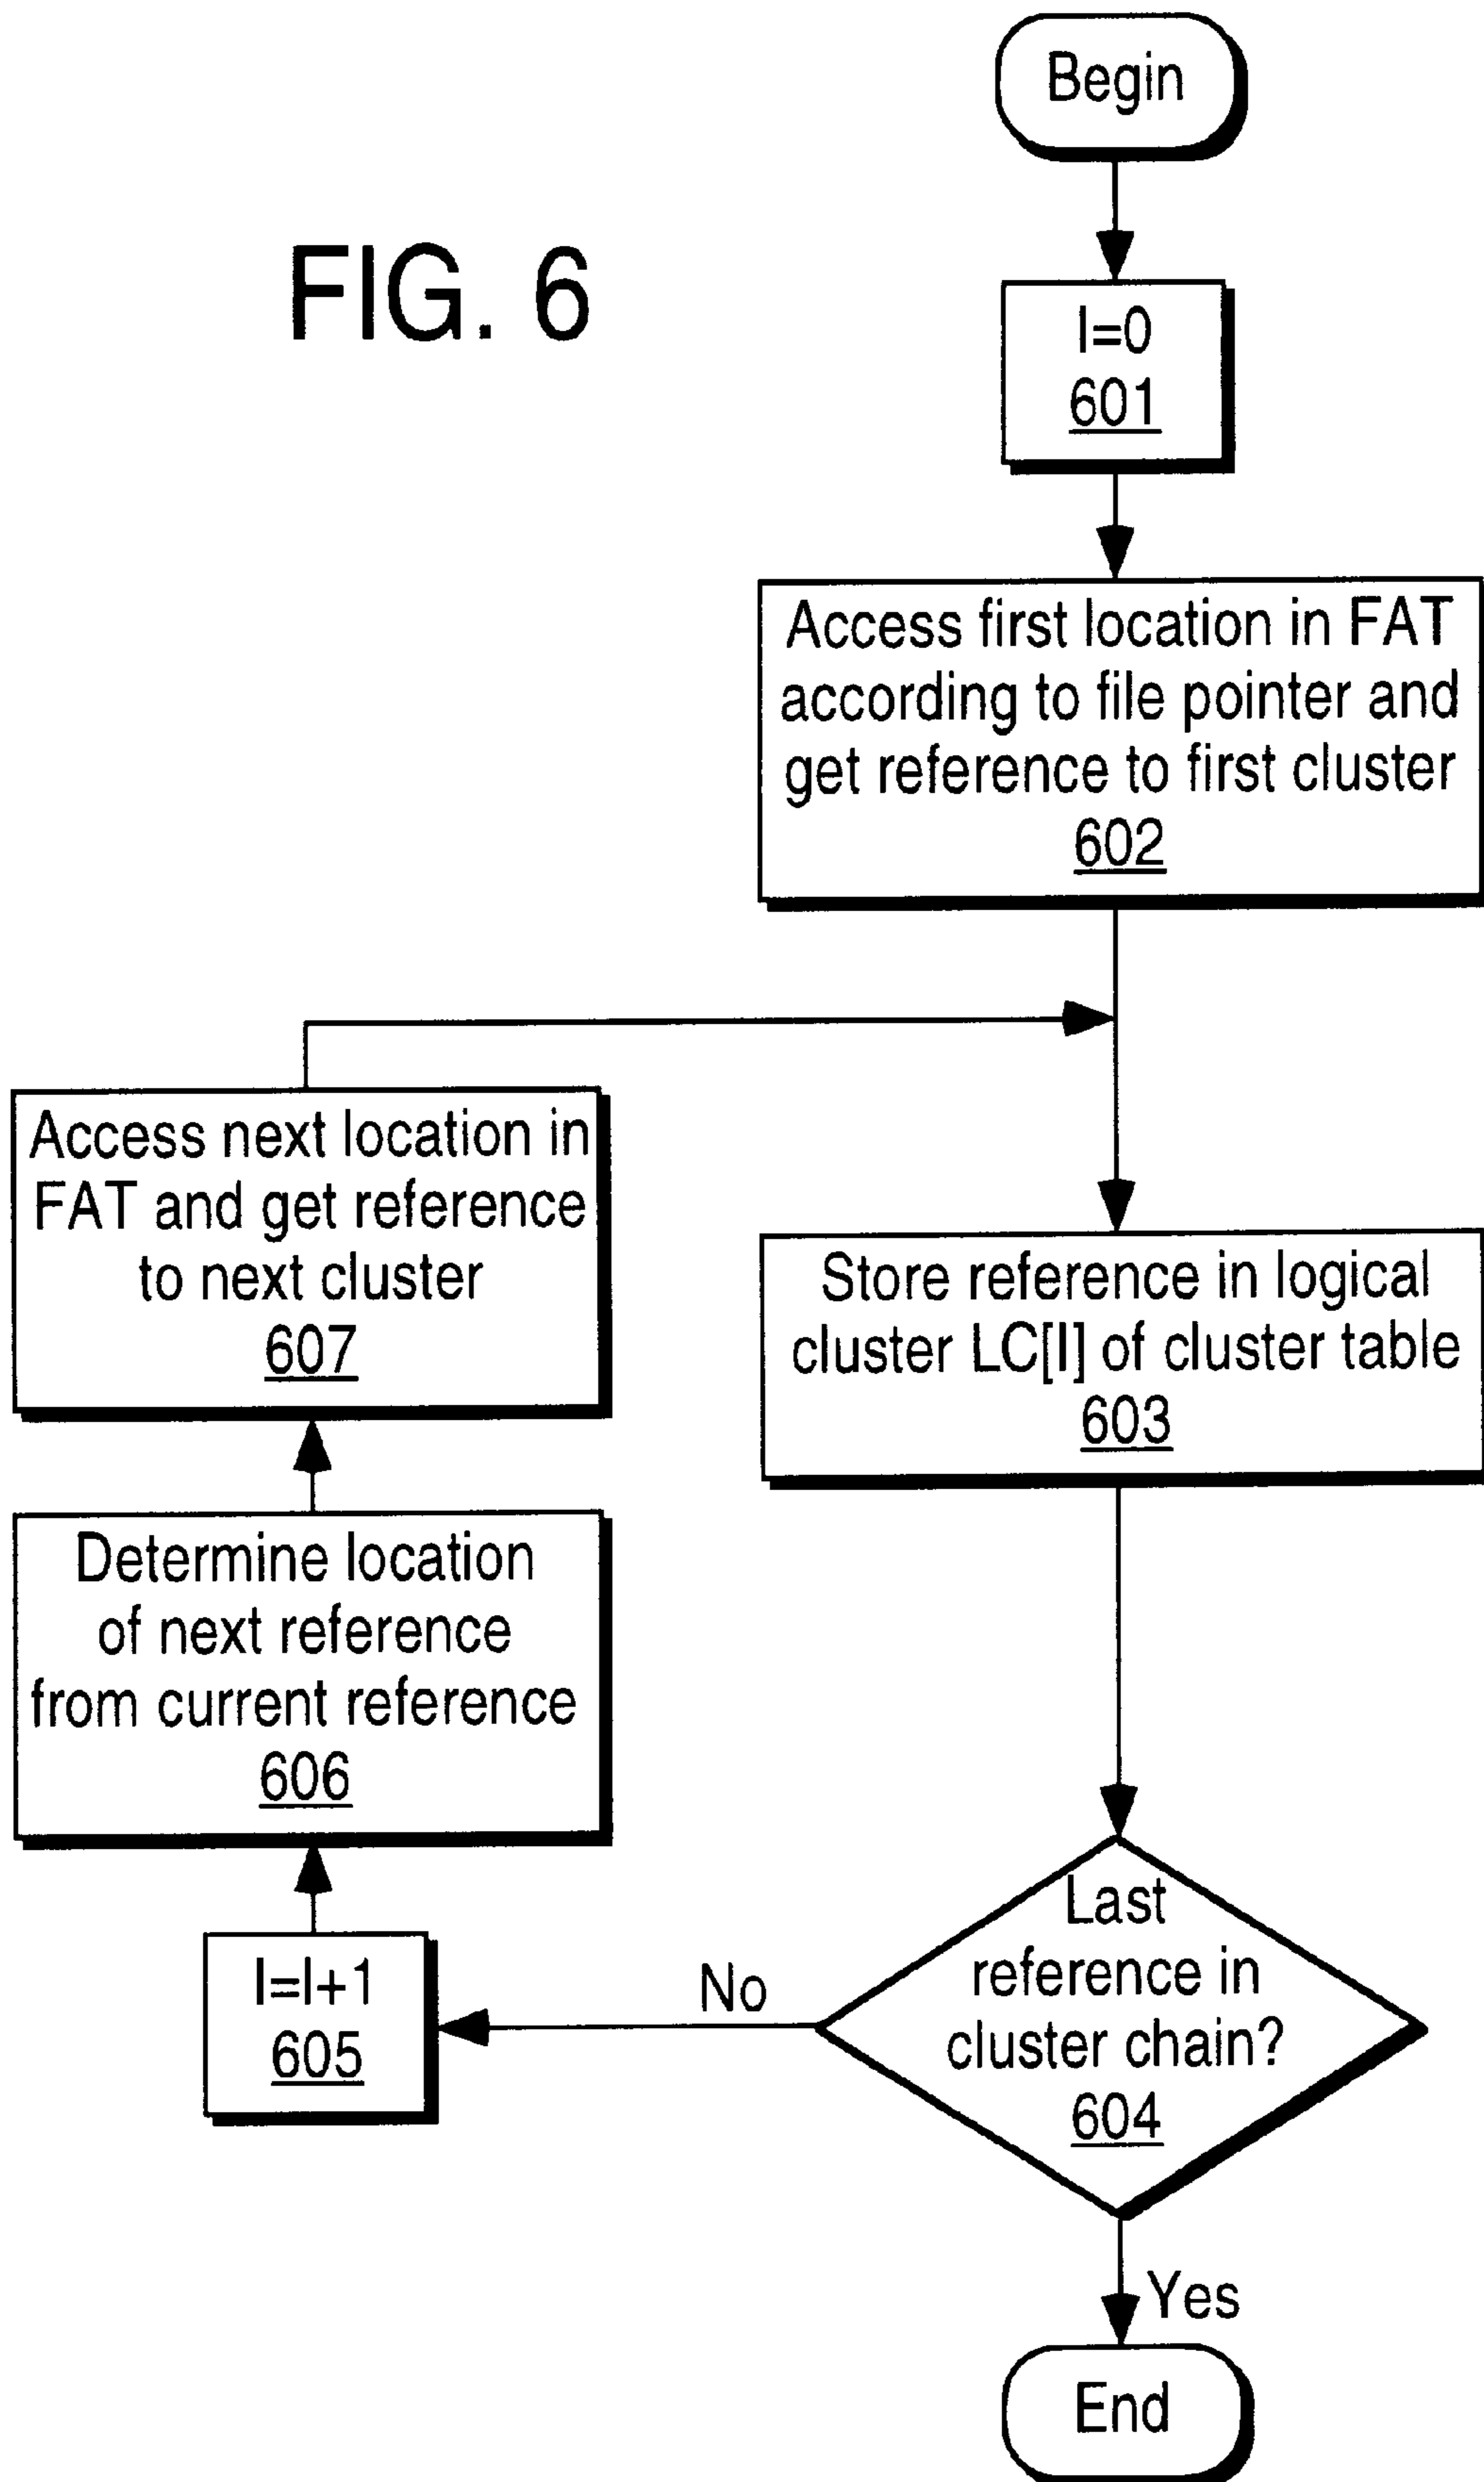 FIG. 6
Begin
I=0
601
Access first location in FAT
according to file pointer and
get reference to first cluster
602
Store reference in logical
cluster LC[I] of cluster table
603
Last
reference in
cluster chain?
604
No
I=I+1
605
Determine location
of next reference
from current reference
606
Access next location in
FAT and get reference
to next cluster
607
Yes
End